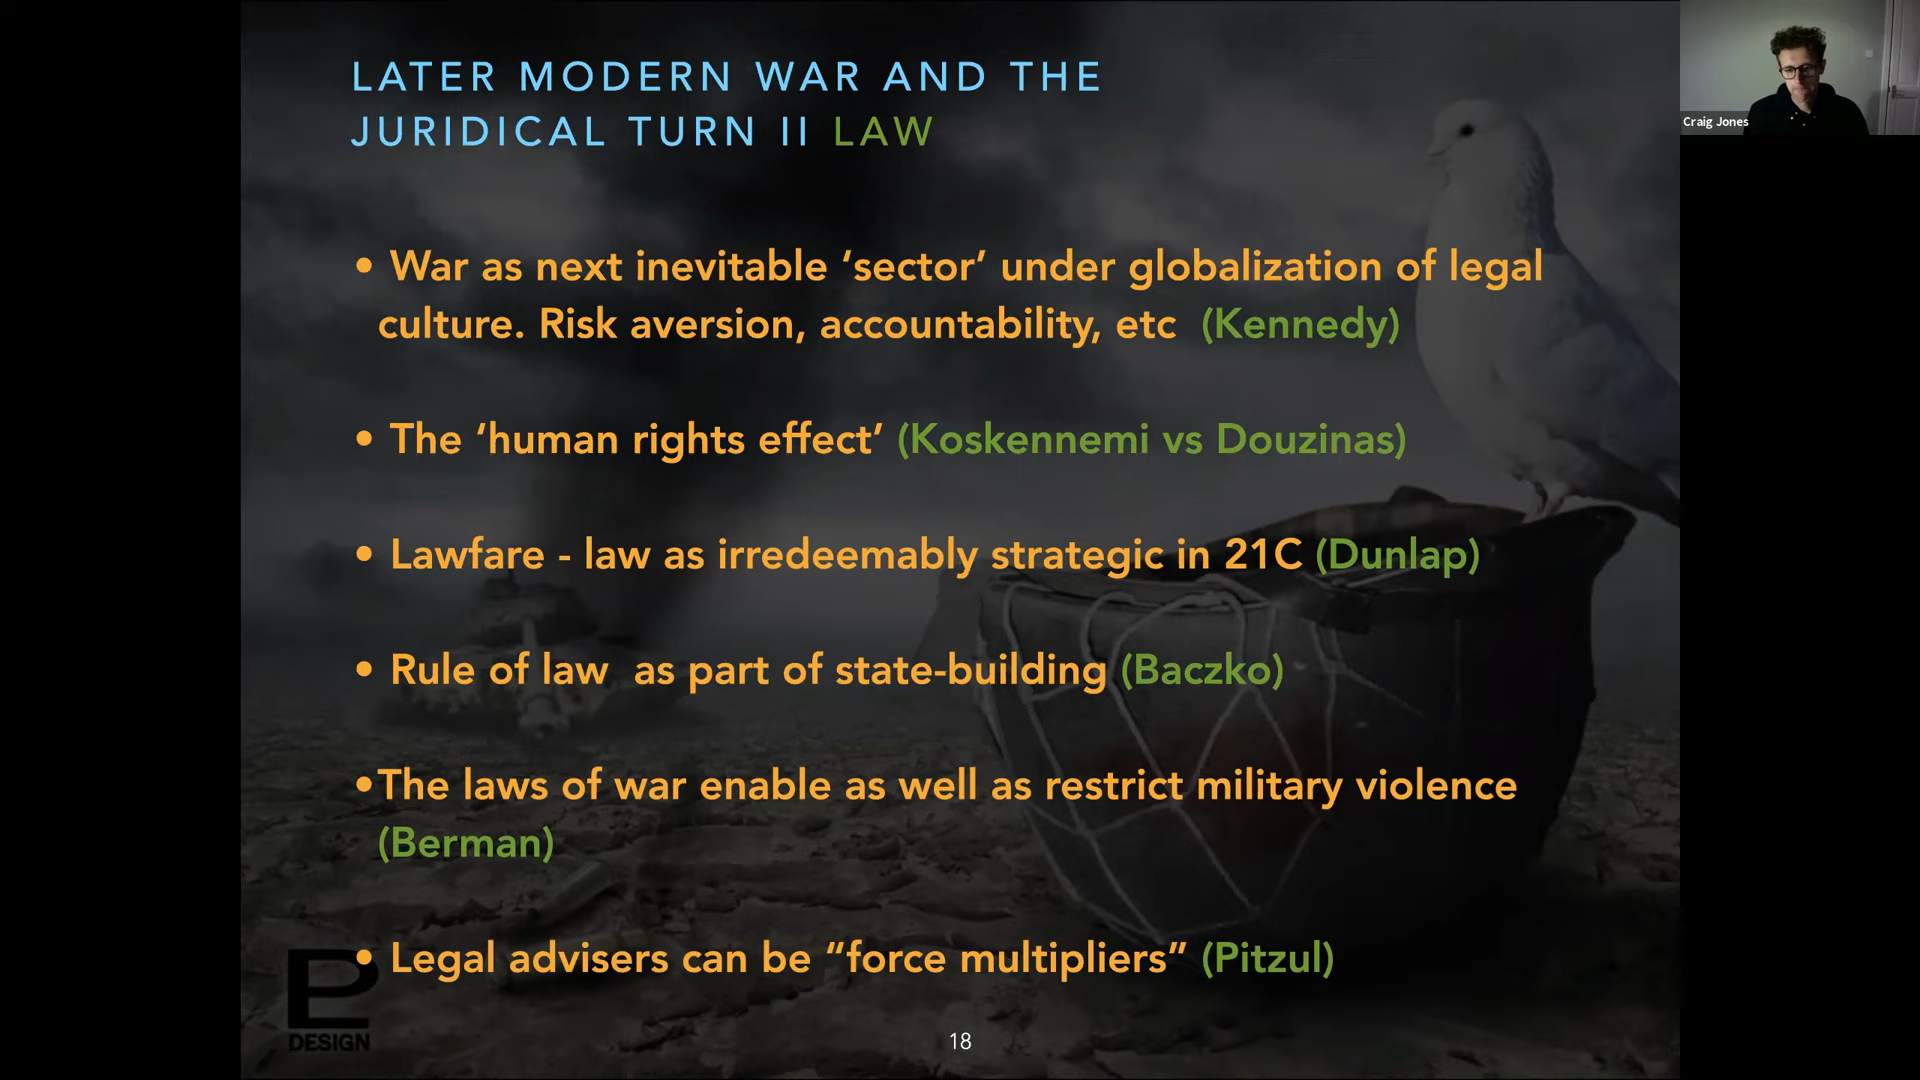 LATER MODERN WAR AND THE
JURIDICAL TURN II LAW
• War as next inevitable ‘sector’ under globalization of legal
culture. Risk aversion, accountability, etc  (Kennedy)
• The ‘human rights effect’ (Koskennemi vs Douzinas)
• Lawfare - law as irredeemably strategic in 21C (Dunlap)
• Rule of law  as part of state-building (Baczko)
•The laws of war enable as well as restrict military violence
(Berman)
• Legal advisers can be “force multipliers” (Pitzul)
DESIGN
18
Craig Jones